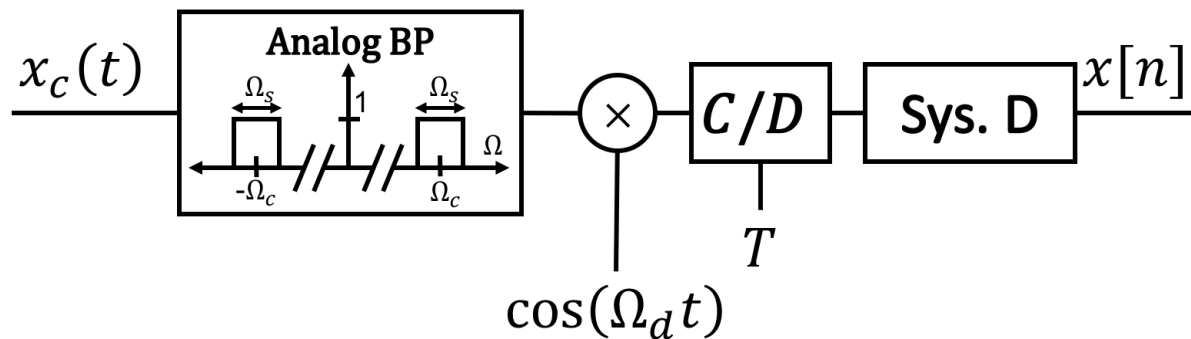 Analog BP
x_c(t)
Ω_s
Ω_s
1
Ω
-Ω_c
Ω_c
×
C/D
Sys. D
x[n]
T
cos(Ω_d t)